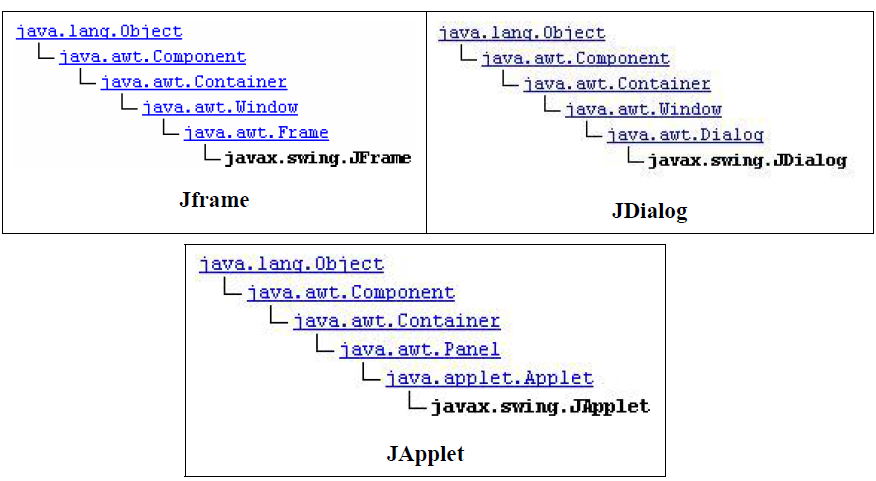 java.lang.Object
java.awt.Component
java.awt.Container
java.awt.Window
java.awt.Frame
javax.swing.JFrame
Jframe
java.lang.Object
java.awt.Component
java.awt.Container
java.awt.Window
java.awt.Dialog
javax.swing.JDialog
JDialog
java.lang.Object
java.awt.Component
java.awt.Container
java.awt.Panel
java.applet.Applet
javax.swing.JApplet
JApplet